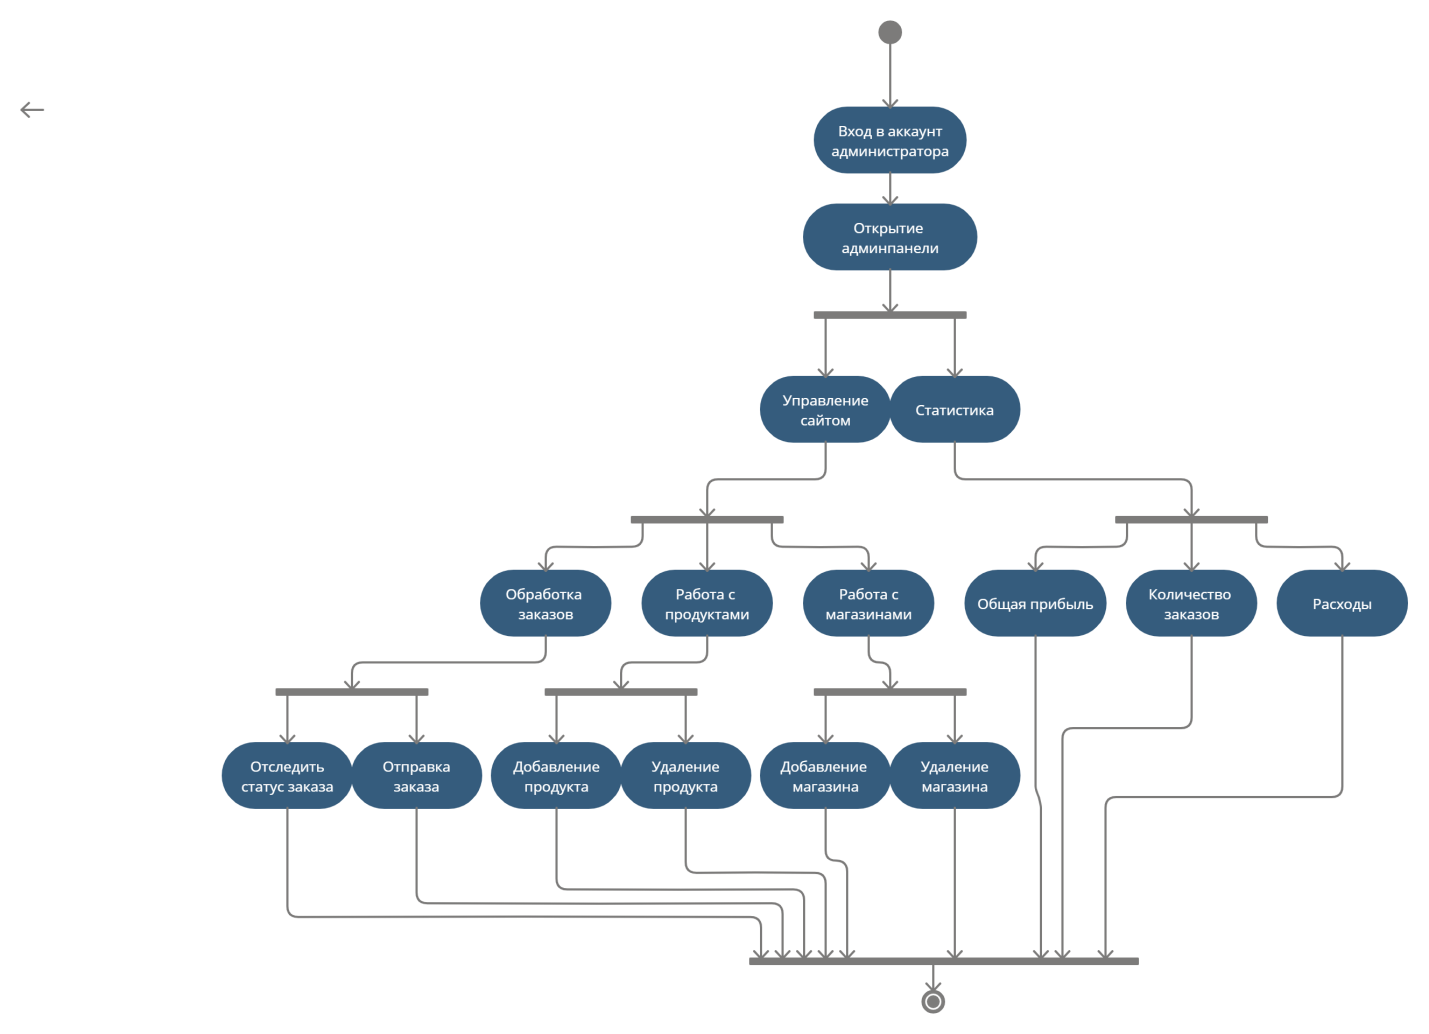 Вход в аккаунт
администратора
Открытие
админпанели
Управление
сайтом
Статистика
Обработка
заказов
Работа с
продуктами
Работа с
магазинами
Общая прибыль
Количество
заказов
Расходы
Отследить
статус заказа
Отправка
заказа
Добавление
продукта
Удаление
продукта
Добавление
магазина
Удаление
магазина